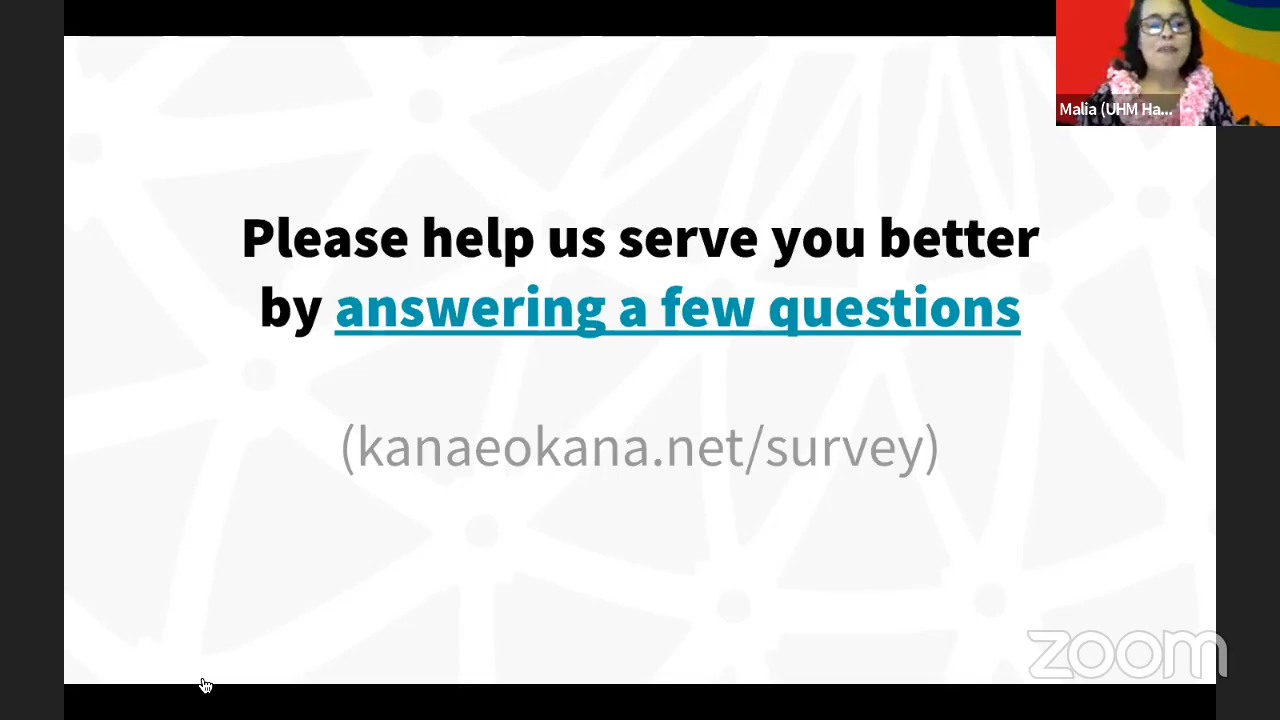 Malia (UHM Ha...
Please help us serve you better
by answering a few questions
(kanaeokana.net/survey)
zoom